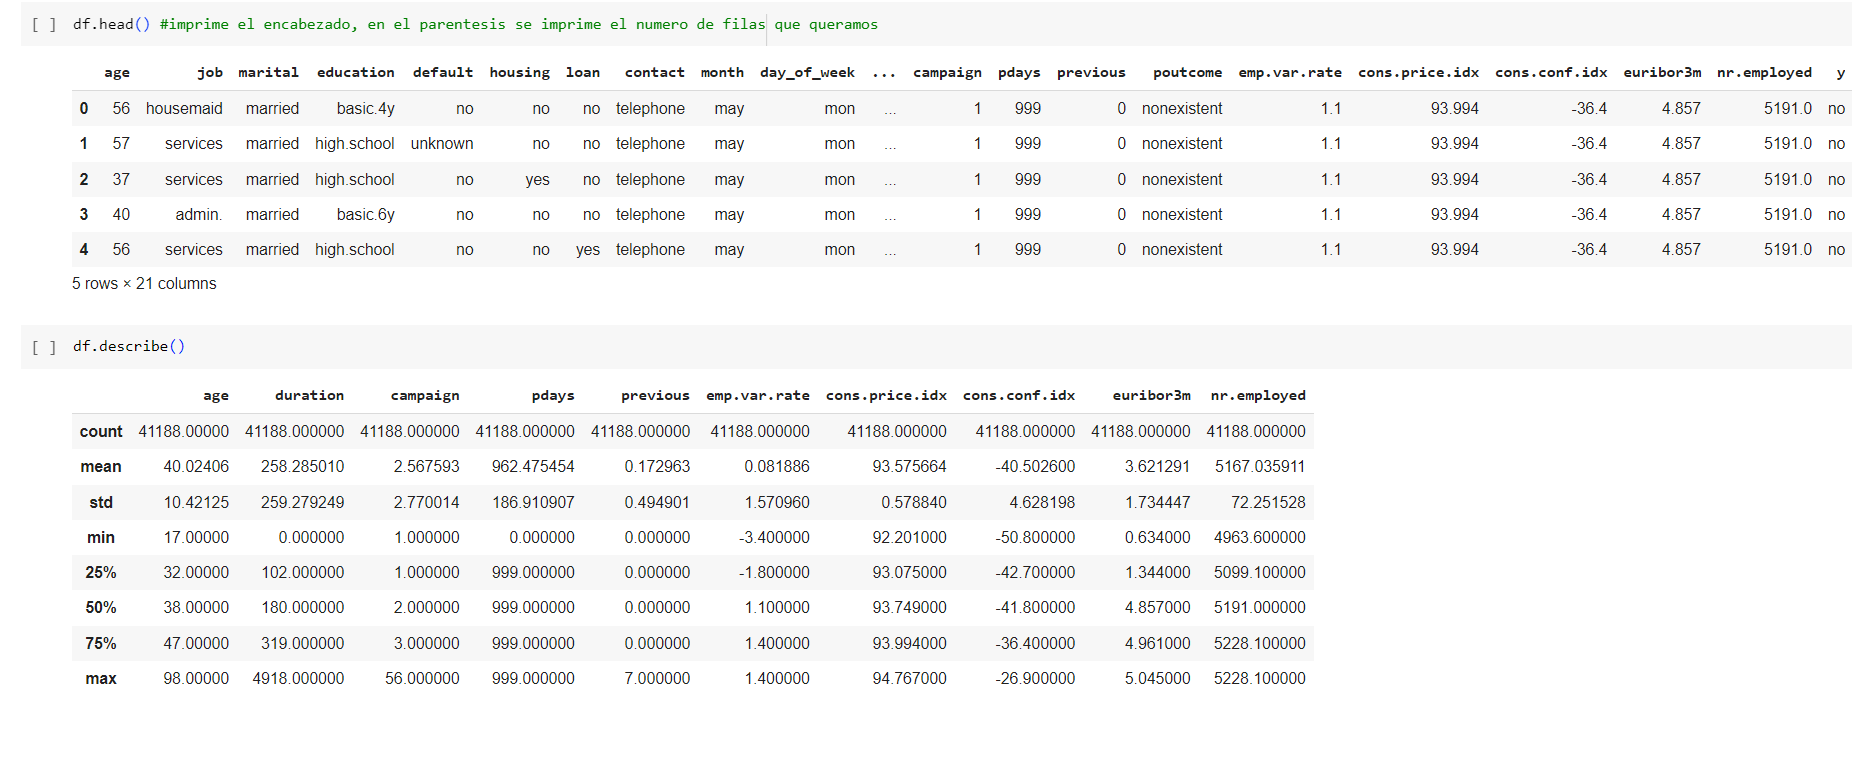 [ ] df.head() #imprime el encabezado, en el parentesis se imprime el numero de filas que queramos
age job marital education default housing loan contact month day_of_week ... campaign pdays previous poutcome emp.var.rate cons.price.idx cons.conf.idx euribor3m nr.employed y
0 56 housemaid married basic.4y no no no telephone may mon ... 1 999 0 nonexistent 1.1 93.994 -36.4 4.857 5191.0 no
1 57 services married high.school unknown no no telephone may mon ... 1 999 0 nonexistent 1.1 93.994 -36.4 4.857 5191.0 no
2 37 services married high.school no yes no telephone may mon ... 1 999 0 nonexistent 1.1 93.994 -36.4 4.857 5191.0 no
3 40 admin. married basic.6y no no no telephone may mon ... 1 999 0 nonexistent 1.1 93.994 -36.4 4.857 5191.0 no
4 56 services married high.school no no yes telephone may mon ... 1 999 0 nonexistent 1.1 93.994 -36.4 4.857 5191.0 no
5 rows × 21 columns
[ ] df.describe()
age duration campaign pdays previous emp.var.rate cons.price.idx cons.conf.idx euribor3m nr.employed
count 41188.00000 41188.000000 41188.000000 41188.000000 41188.000000 41188.000000 41188.000000 41188.000000 41188.000000 41188.000000
mean 40.02406 258.285010 2.567593 962.475454 0.172963 0.081886 93.575664 -40.502600 3.621291 5167.035911
std 10.42125 259.279249 2.770014 186.910907 0.494901 1.570960 0.578840 4.628198 1.734447 72.251528
min 17.00000 0.000000 1.000000 0.000000 0.000000 -3.400000 92.201000 -50.800000 0.634000 4963.600000
25% 32.00000 102.000000 1.000000 999.000000 0.000000 -1.800000 93.075000 -42.700000 1.344000 5099.100000
50% 38.00000 180.000000 2.000000 999.000000 0.000000 1.100000 93.749000 -41.800000 4.857000 5191.000000
75% 47.00000 319.000000 3.000000 999.000000 0.000000 1.400000 93.994000 -36.400000 4.961000 5228.100000
max 98.00000 4918.000000 56.000000 999.000000 7.000000 1.400000 94.767000 -26.900000 5.045000 5228.100000